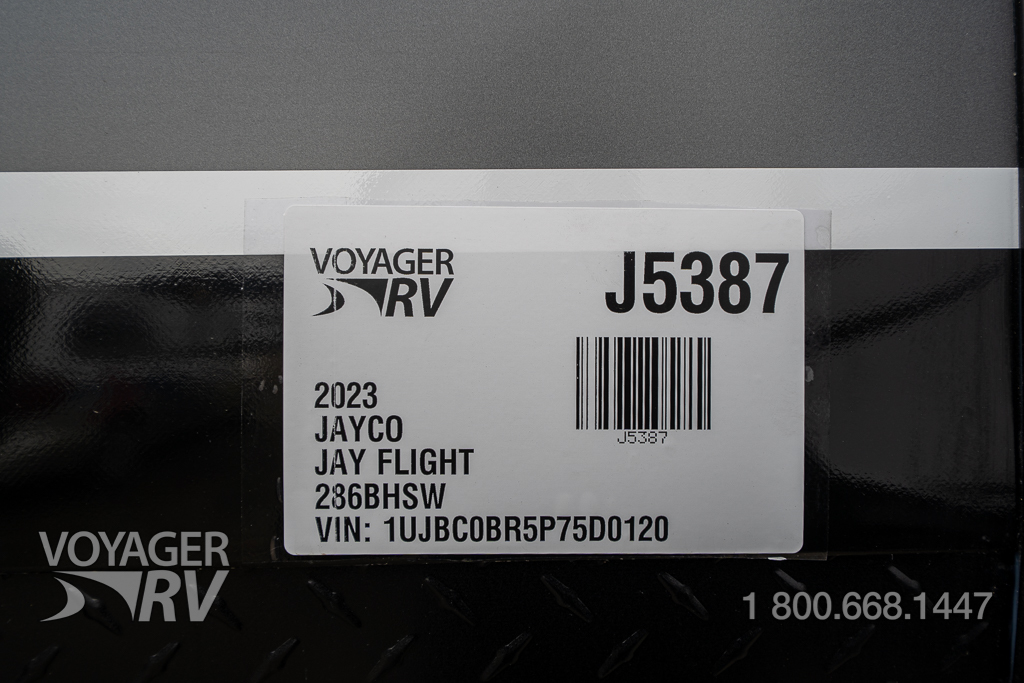 VOYAGER
RV
J5387
J5387
2023
JAYCO
JAY FLIGHT
286BHSW
VIN: 1UJBC0BR5P75D0120
VOYAGER
RV
1 800.668.1447